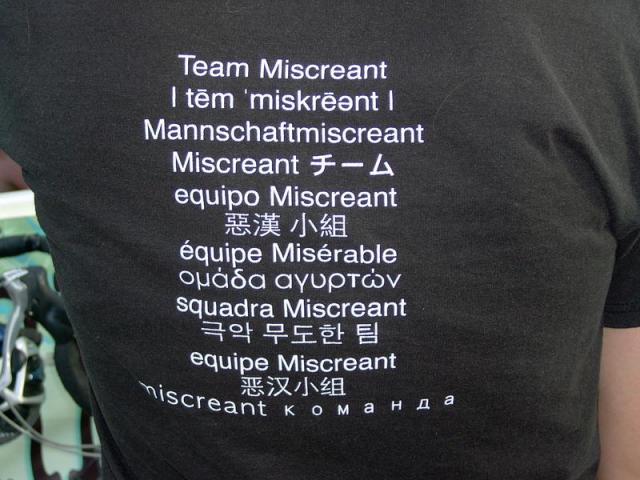 Team Miscreant
| tēm ˈmiskrēənt |
Mannschaftmiscreant
Miscreant チーム
equipo Miscreant
惡漢 小組
équipe Misérable
ομάδα αγυρτών
squadra Miscreant
극악 무도한 팀
equipe Miscreant
恶汉小组
miscreant команда